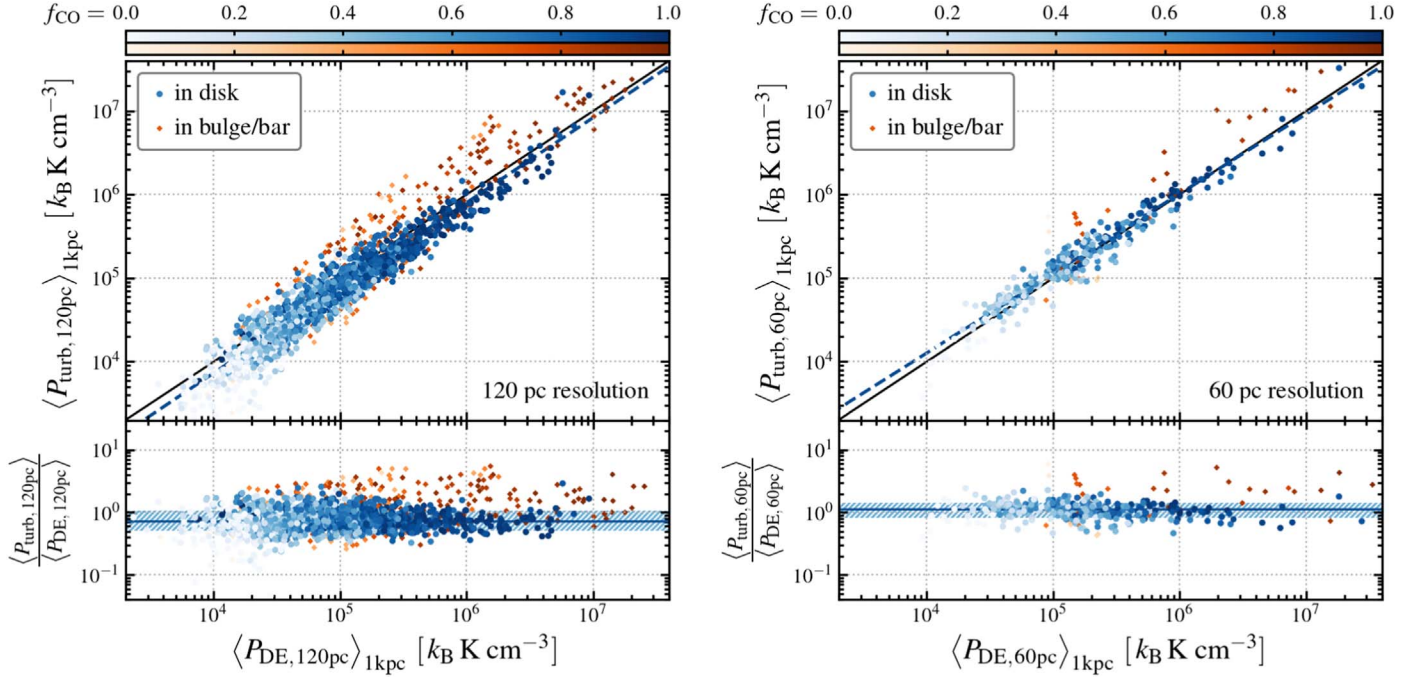 f_CO = 0.0 0.2 0.4 0.6 0.8 1.0
in disk
in bulge/bar
10^7
10^6
10^5
10^4
⟨P_turb, 120pc⟩_1kpc [k_B K cm^−3]
120 pc resolution
10^1
10^0
10^−1
⟨P_turb, 120pc⟩
⟨P_DE, 120pc⟩
10^4 10^5 10^6 10^7
⟨P_DE, 120pc⟩_1kpc [k_B K cm^−3]
f_CO = 0.0 0.2 0.4 0.6 0.8 1.0
in disk
in bulge/bar
10^7
10^6
10^5
10^4
⟨P_turb, 60pc⟩_1kpc [k_B K cm^−3]
60 pc resolution
10^1
10^0
10^−1
⟨P_turb, 60pc⟩
⟨P_DE, 60pc⟩
10^4 10^5 10^6 10^7
⟨P_DE, 60pc⟩_1kpc [k_B K cm^−3]